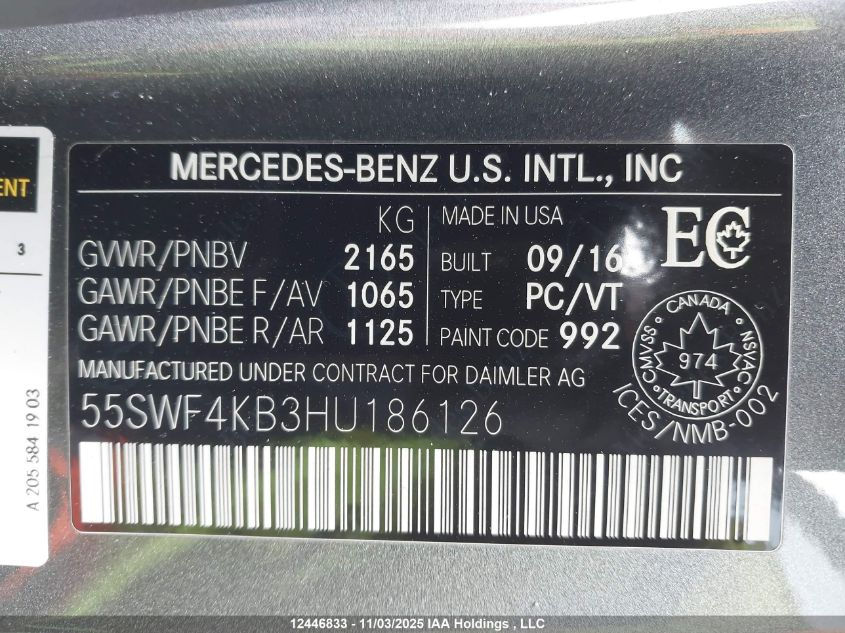 MERCEDES-BENZ U.S. INTL., INC
KG
GVWR/PNBV 2165
GAWR/PNBE F/AV 1065
GAWR/PNBE R/AR 1125
MADE IN USA
BUILT 09/16
TYPE PC/VT
PAINT CODE 992
EC
CANADA
974
TRANSPORT
SSA/MC
NSVAC
ICES/NMB-002
MANUFACTURED UNDER CONTRACT FOR DAIMLER AG
55SWF4KB3HU186126
ENT
3
A 205 584 19 03
12446833 - 11/03/2025 IAA Holdings , LLC